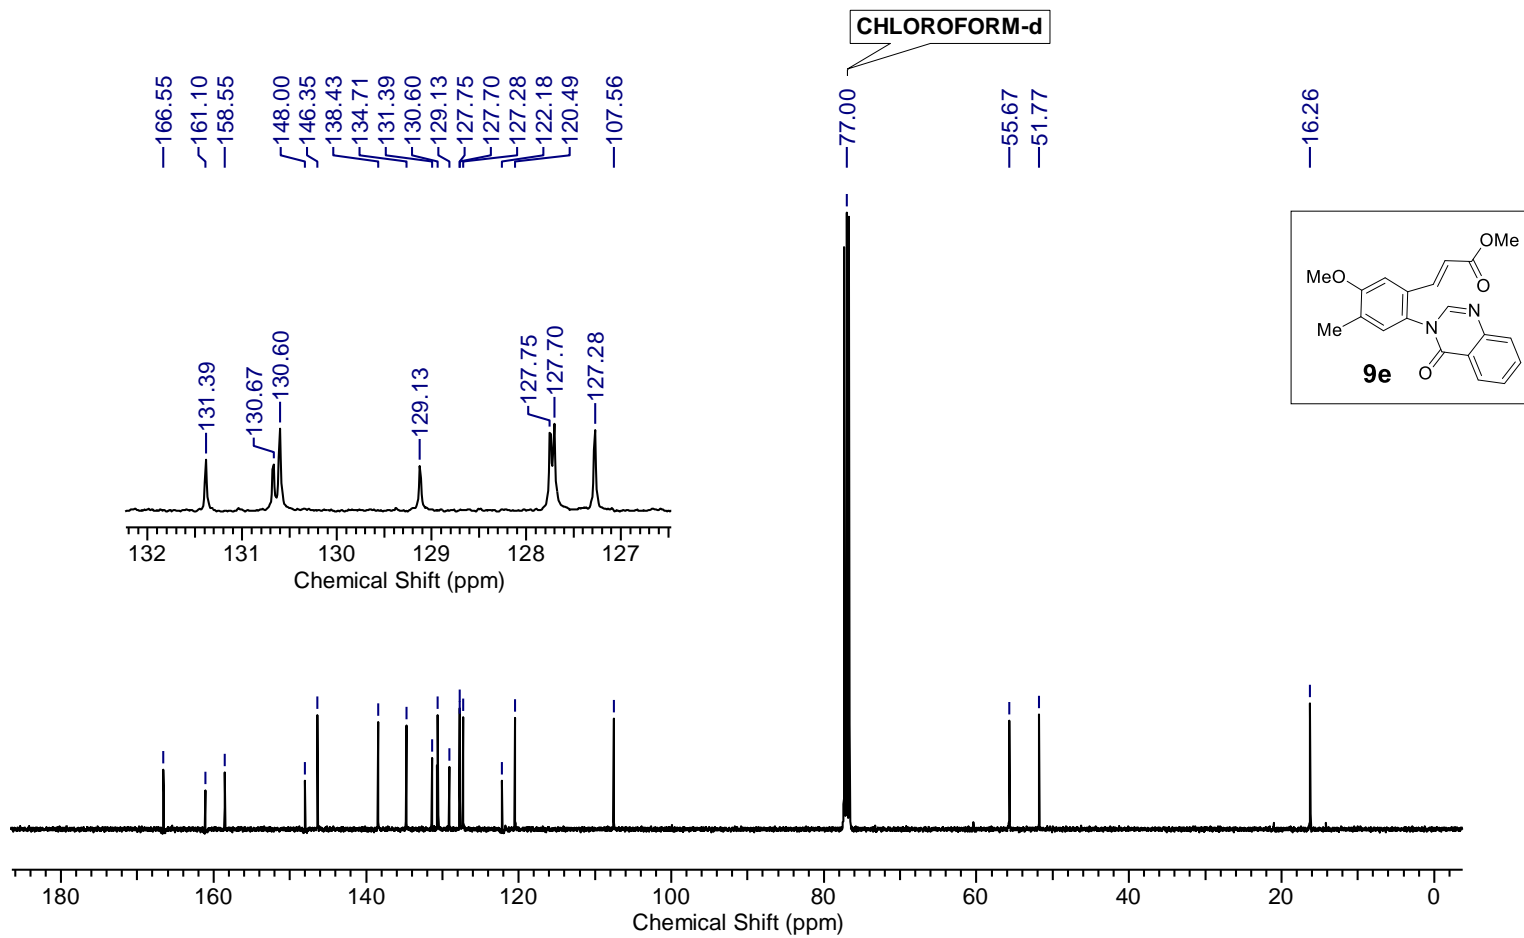 CHLOROFORM-d
166.55
161.10
158.55
148.00
146.35
138.43
134.71
131.39
130.60
129.13
127.75
127.70
127.28
122.18
120.49
107.56
77.00
55.67
51.77
16.26
131.39
130.67
130.60
129.13
127.75
127.70
127.28
132 131 130 129 128 127
Chemical Shift (ppm)
OMe
MeO
O
N
Me
N
O
9e
180 160 140 120 100 80 60 40 20 0
Chemical Shift (ppm)